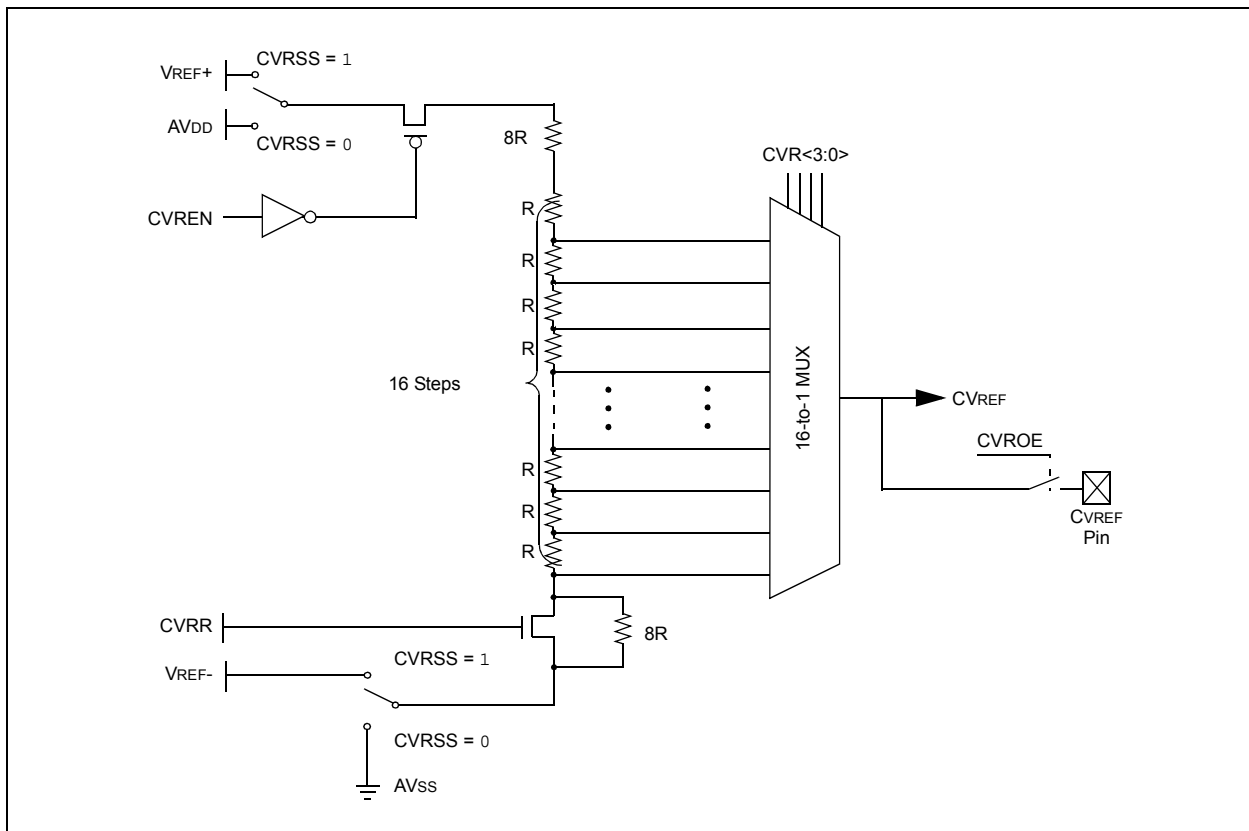 CVRSS = 1
VREF+
AVDD
CVRSS = 0
8R
CVR<3:0>
CVREN
R
R
R
R
16 Steps
16-to-1 MUX
CVREF
CVROE
R
R
R
CVREF
Pin
CVRR
8R
CVRSS = 1
VREF-
CVRSS = 0
AVSS